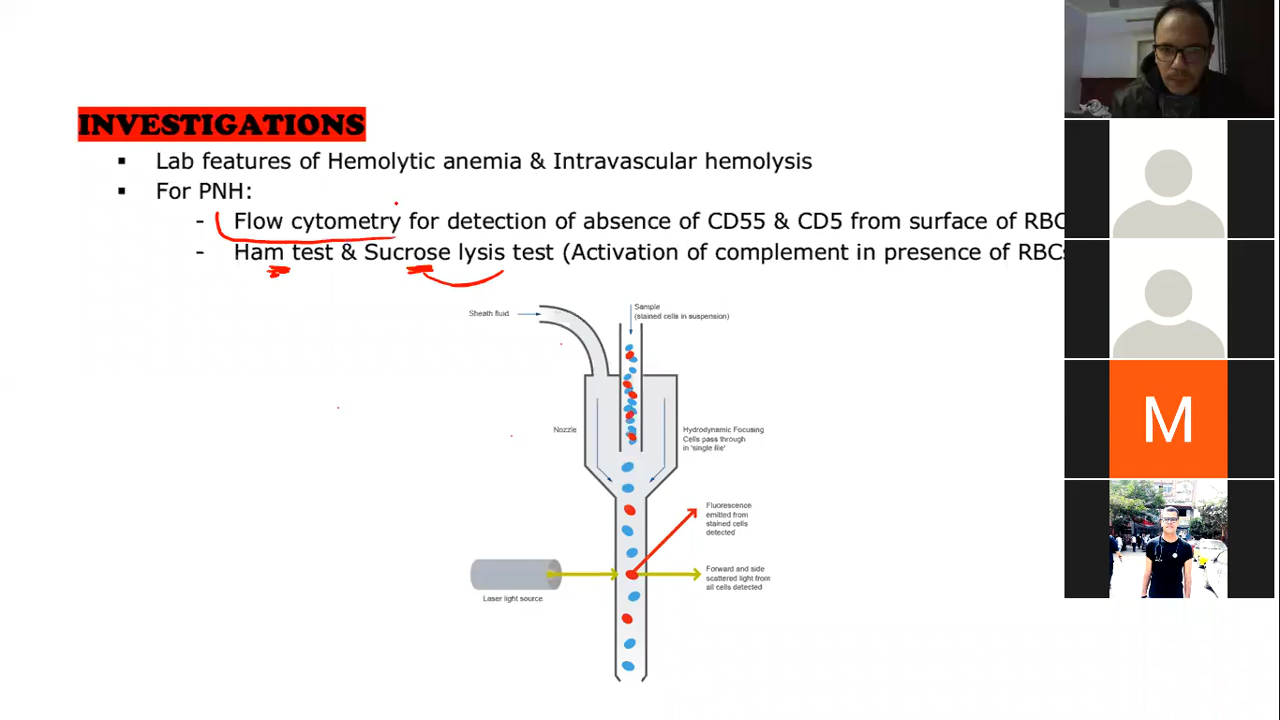 INVESTIGATIONS
▪ Lab features of Hemolytic anemia & Intravascular hemolysis
▪ For PNH:
- Flow cytometry for detection of absence of CD55 & CD5 from surface of RBC
- Ham test & Sucrose lysis test (Activation of complement in presence of RBCs
Sheath fluid
Sample
(stained cells in suspension)
Nozzle
Hydrodynamic Focusing
Cells pass through
in 'single file'
Fluorescence
emitted from
stained cells
detected
Forward and side
scattered light from
all cells detected
Laser light source
M